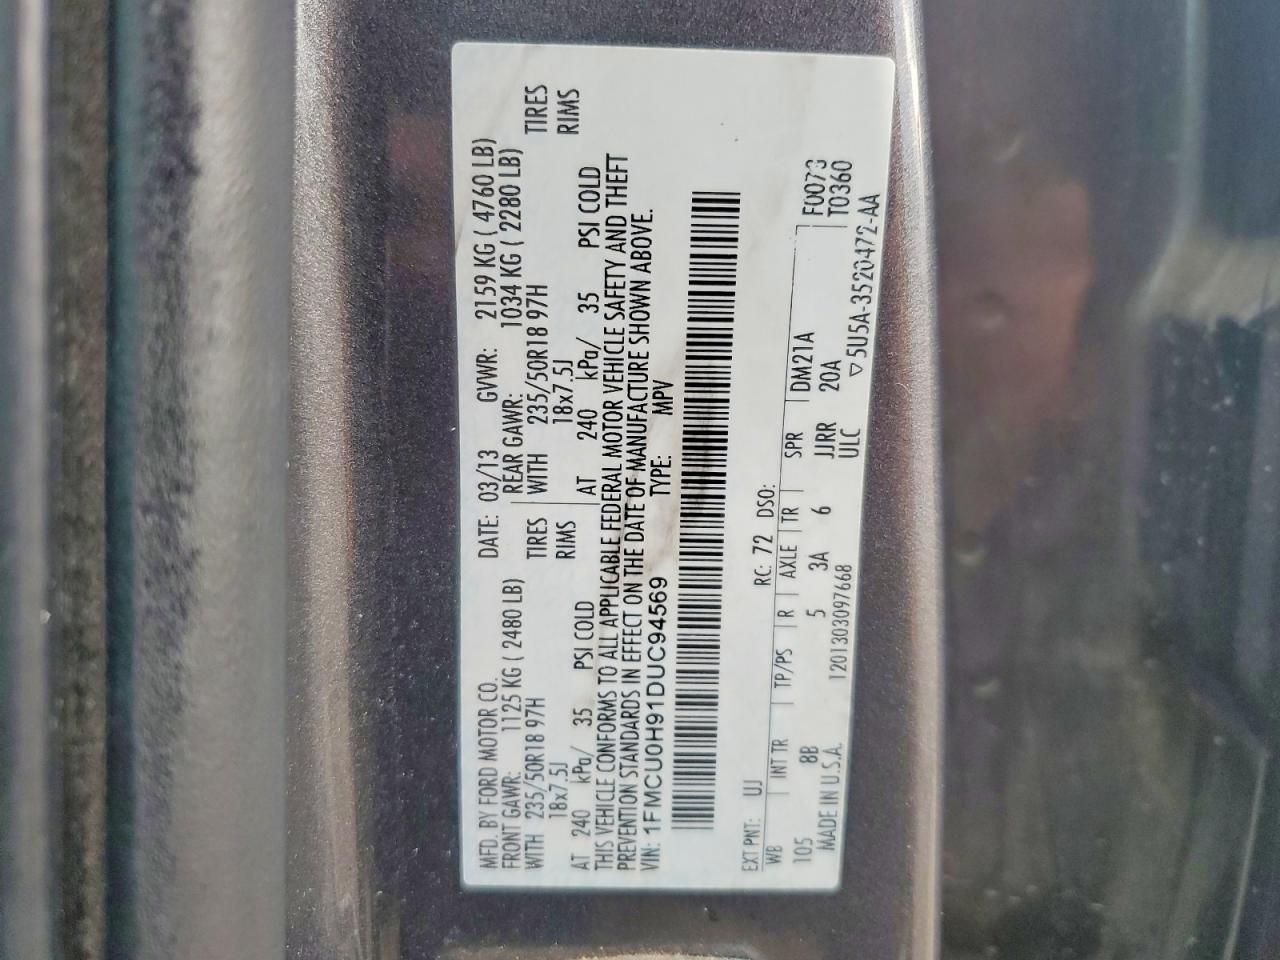 MFD. BY FORD MOTOR CO. DATE: 03/13 GVWR: 2159 KG ( 4760 LB)
FRONT GAWR: 1125 KG ( 2480 LB) REAR GAWR: 1034 KG ( 2280 LB)
WITH 235/50R18 97H TIRES WITH 235/50R18 97H TIRES
18x7.5J RIMS 18x7.5J RIMS
AT 240 kPa/ 35 PSI COLD AT 240 kPa/ 35 PSI COLD
THIS VEHICLE CONFORMS TO ALL APPLICABLE FEDERAL MOTOR VEHICLE SAFETY AND THEFT
PREVENTION STANDARDS IN EFFECT ON THE DATE OF MANUFACTURE SHOWN ABOVE.
VIN: 1FMCU0H91DUC94569 TYPE: MPV
EXT PNT: UJ RC: 72 DSO:
WB INT TR TP/PS R AXLE TR SPR DM21A F0073
105 8B 5 3A 6 JJRR 20A T0360
MADE IN U.S.A. 1201303097668 ULC ▽5U5A-3520472-AA